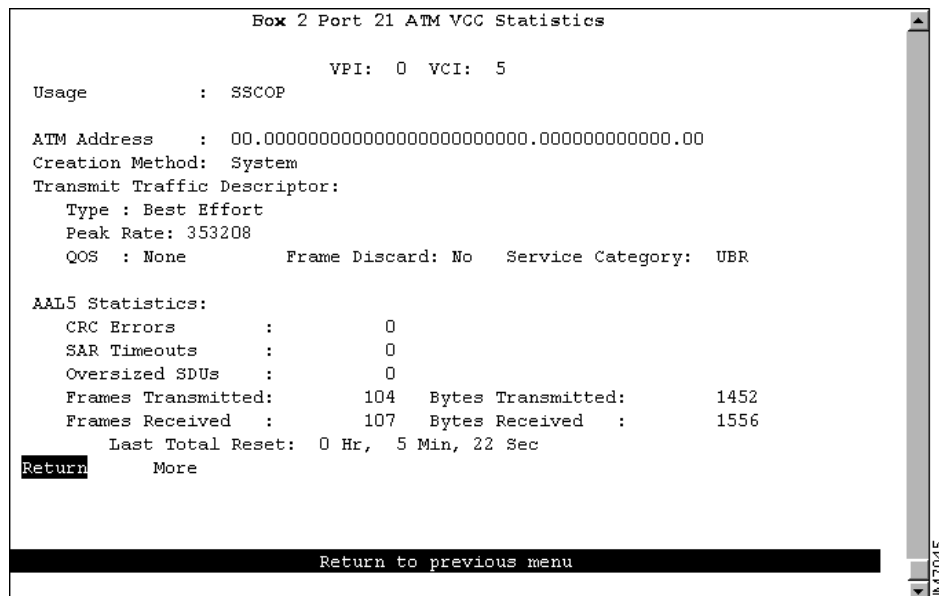 Box 2 Port 21 ATM VCC Statistics
VPI: 0 VCI: 5
Usage : SSCOP
ATM Address : 00.00000000000000000000000000.000000000000.00
Creation Method: System
Transmit Traffic Descriptor:
Type : Best Effort
Peak Rate: 353208
QOS : None Frame Discard: No Service Category: UBR
AAL5 Statistics:
CRC Errors : 0
SAR Timeouts : 0
Oversized SDUs : 0
Frames Transmitted: 104 Bytes Transmitted: 1452
Frames Received : 107 Bytes Received : 1556
Last Total Reset: 0 Hr, 5 Min, 22 Sec
Return More
Return to previous menu